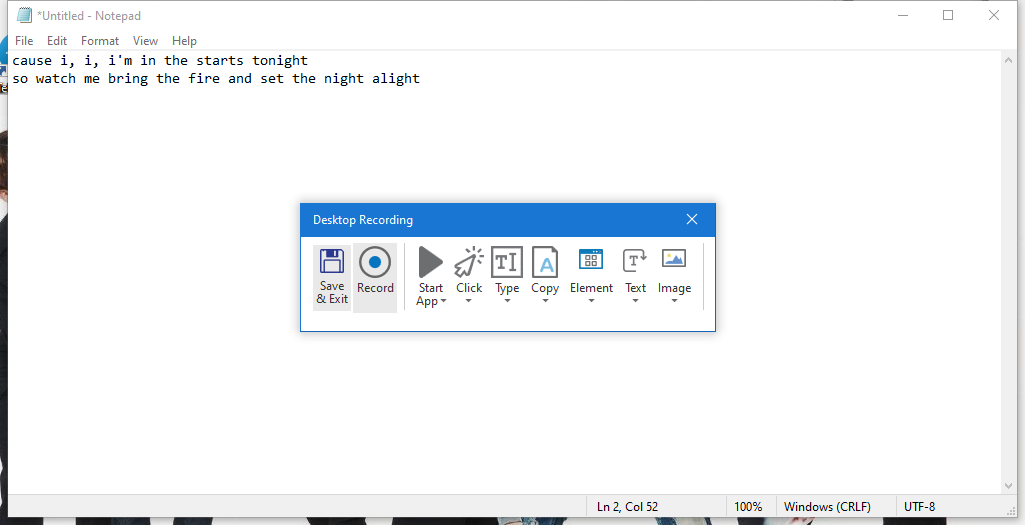 *Untitled - Notepad
File Edit Format View Help
cause i, i, i'm in the starts tonight
so watch me bring the fire and set the night alight
Desktop Recording
Save & Exit
Record
Start App
Click
Type
Copy
Element
Text
Image
Ln 2, Col 52 100% Windows (CRLF) UTF-8